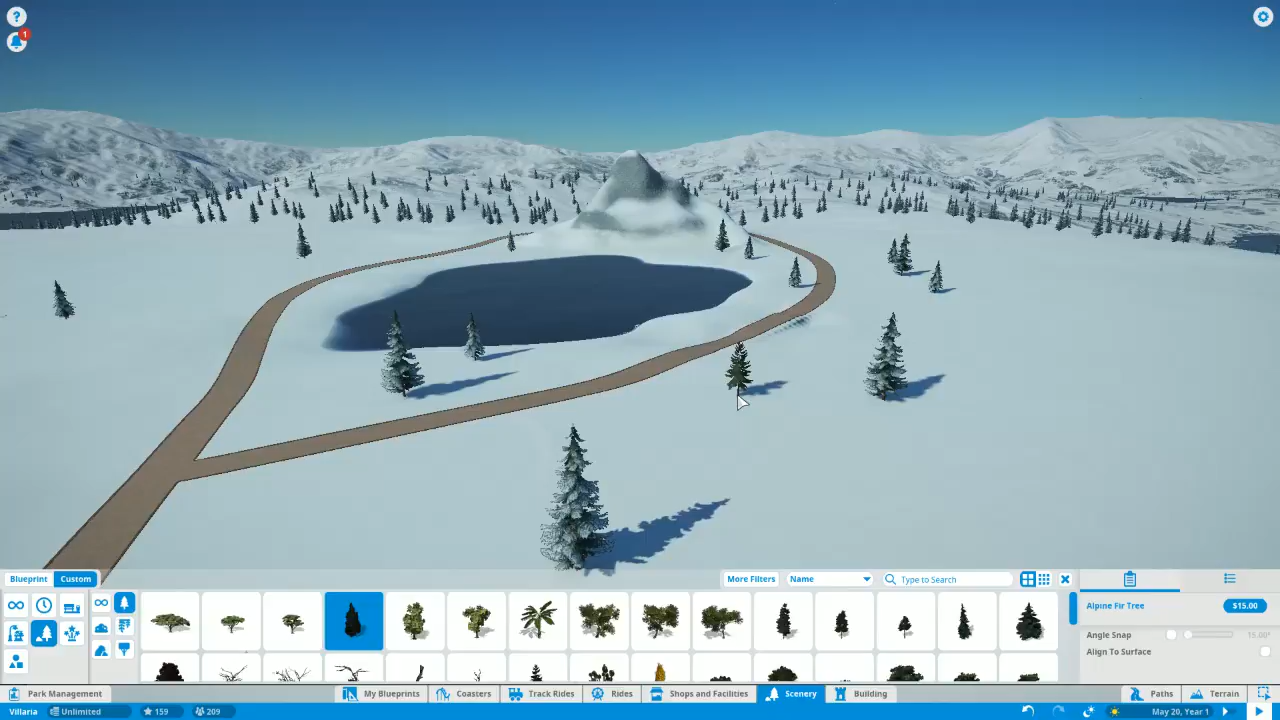 ?
1
Blueprint Custom More Filters Name Type to Search
Alpine Fir Tree $15.00
Angle Snap 15.00°
Align To Surface
Park Management My Blueprints Coasters Track Rides Rides Shops and Facilities Scenery Building Paths Terrain
Villaria Unlimited 159 209 May 20, Year 1